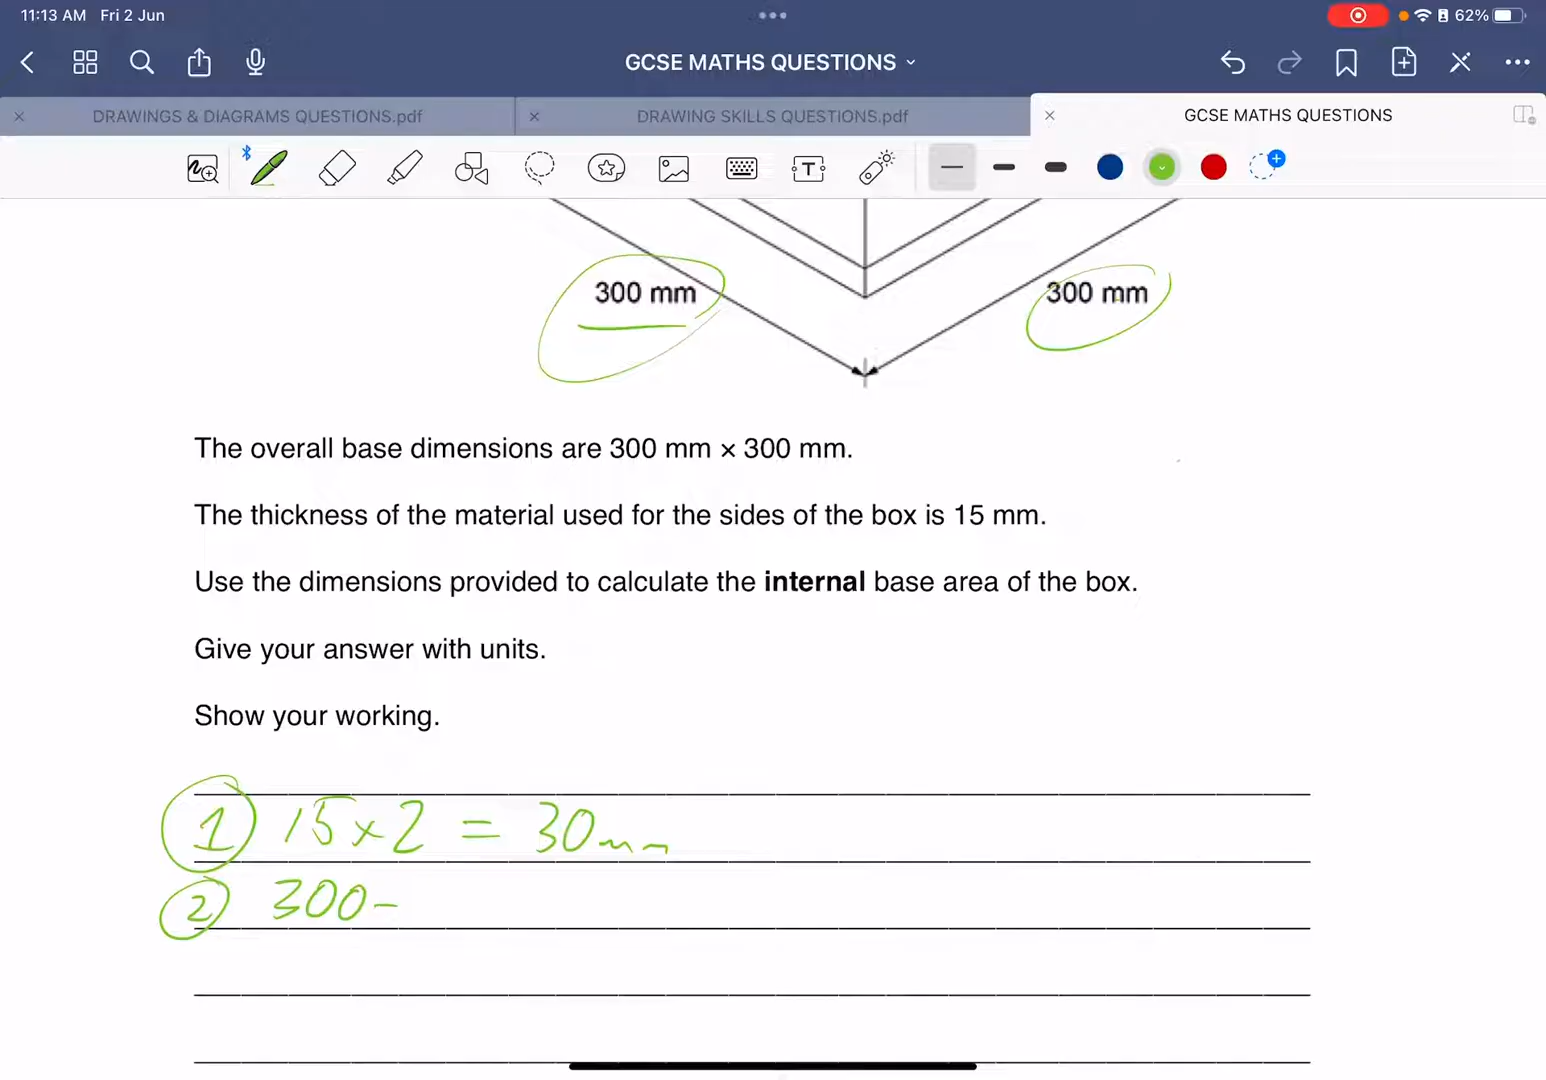 11:13 AM Fri 2 Jun
62%
GCSE MATHS QUESTIONS
DRAWINGS & DIAGRAMS QUESTIONS.pdf
DRAWING SKILLS QUESTIONS.pdf
GCSE MATHS QUESTIONS
T
300 mm
300 mm
The overall base dimensions are 300 mm × 300 mm.
The thickness of the material used for the sides of the box is 15 mm.
Use the dimensions provided to calculate the internal base area of the box.
Give your answer with units.
Show your working.
1 15 × 2 = 30mm
2 300-